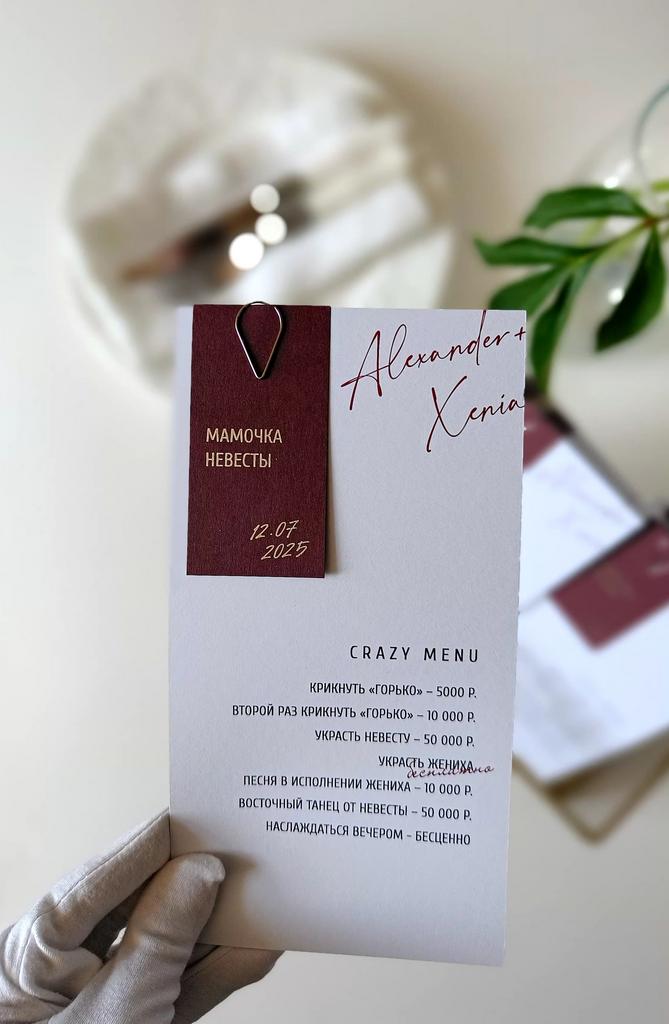 Alexander +
Xenia
МАМОЧКА
НЕВЕСТЫ
12.07
2025
CRAZY MENU
КРИКНУТЬ «ГОРЬКО» – 5000 Р.
ВТОРОЙ РАЗ КРИКНУТЬ «ГОРЬКО» – 10 000 Р.
УКРАСТЬ НЕВЕСТУ – 50 000 Р.
УКРАСТЬ ЖЕНИХА
бесплатно
ПЕСНЯ В ИСПОЛНЕНИИ ЖЕНИХА – 10 000 Р.
ВОСТОЧНЫЙ ТАНЕЦ ОТ НЕВЕСТЫ – 50 000 Р.
НАСЛАЖДАТЬСЯ ВЕЧЕРОМ - БЕСЦЕННО